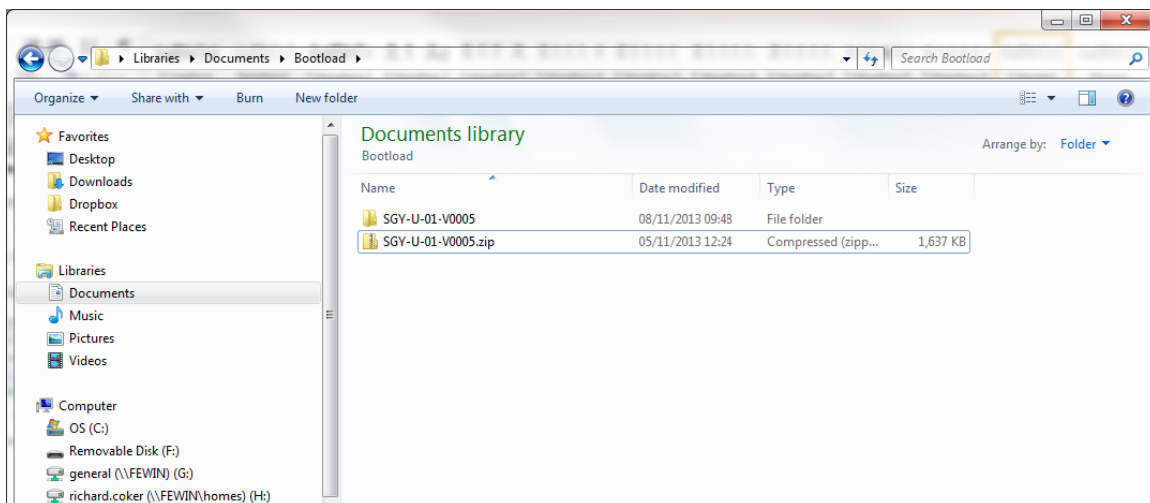 Libraries Documents Bootload
Search Bootload
Organize Share with Burn New folder
Favorites
Desktop
Downloads
Dropbox
Recent Places
Libraries
Documents
Music
Pictures
Videos
Computer
OS (C:)
Removable Disk (F:)
general (\\FEWIN) (G:)
richard.coker (\\FEWIN\homes) (H:)
Documents library
Bootload
Arrange by: Folder
Name Date modified Type Size
SGY-U-01-V0005 08/11/2013 09:48 File folder
SGY-U-01-V0005.zip 05/11/2013 12:24 Compressed (zipp... 1,637 KB